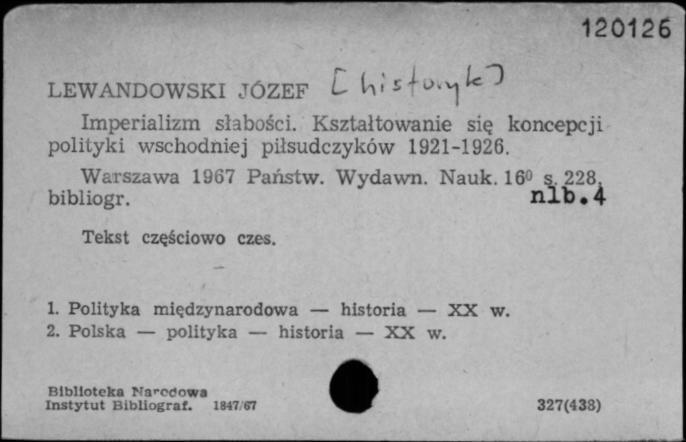 120126
LEWANDOWSKI JÓZEF [historyk]
Imperializm słabości. Kształtowanie się koncepcji
polityki wschodniej piłsudczyków 1921-1926.
Warszawa 1967 Państw. Wydawn. Nauk. 16⁰ s. 228,
bibliogr. nlb. 4
Tekst częściowo czes.
1. Polityka międzynarodowa — historia — XX w.
2. Polska — polityka — historia — XX w.
Biblioteka Narodowa
Instytut Bibliograf. 1847/67 327(438)